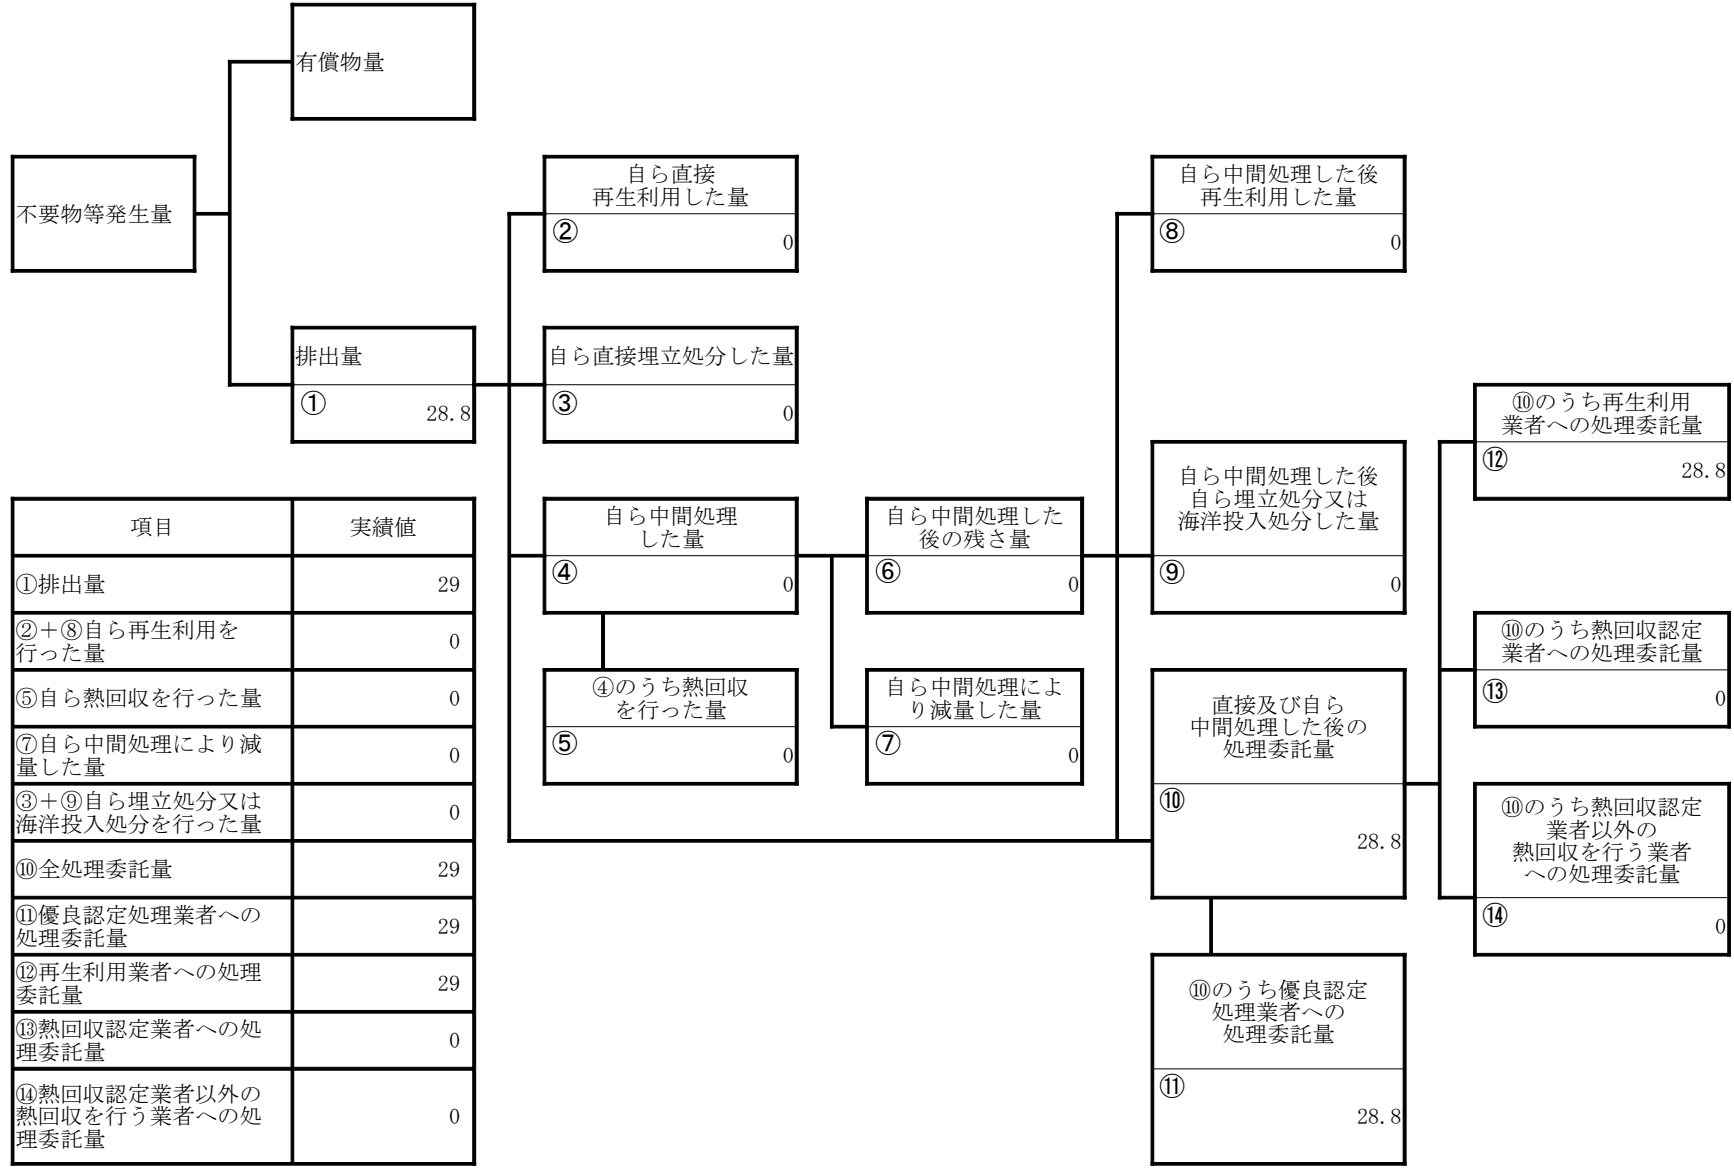 有償物量
不要物等発生量
自ら直接
再生利用した量
②
0
自ら中間処理した後
再生利用した量
⑧
0
排出量
①
28.8
自ら直接埋立処分した量
③
0
⑩のうち再生利用
業者への処理委託量
⑫
28.8
自ら中間処理
した量
④
0
自ら中間処理した
後の残さ量
⑥
0
自ら中間処理した後
自ら埋立処分又は
海洋投入処分した量
⑨
0
⑩のうち熱回収認定
業者への処理委託量
⑬
0
④のうち熱回収
を行った量
⑤
0
自ら中間処理によ
り減量した量
⑦
0
直接及び自ら
中間処理した後の
処理委託量
⑩
28.8
⑩のうち熱回収認定
業者以外の
熱回収を行う業者
への処理委託量
⑭
0
⑩のうち優良認定
処理業者への
処理委託量
⑪
28.8
項目
実績値
①排出量
29
②＋⑧自ら再生利用を
行った量
0
⑤自ら熱回収を行った量
0
⑦自ら中間処理により減
量した量
0
③＋⑨自ら埋立処分又は
海洋投入処分を行った量
0
⑩全処理委託量
29
⑪優良認定処理業者への
処理委託量
29
⑫再生利用業者への処理
委託量
29
⑬熱回収認定業者への処
理委託量
0
⑭熱回収認定業者以外の
熱回収を行う業者への処
理委託量
0